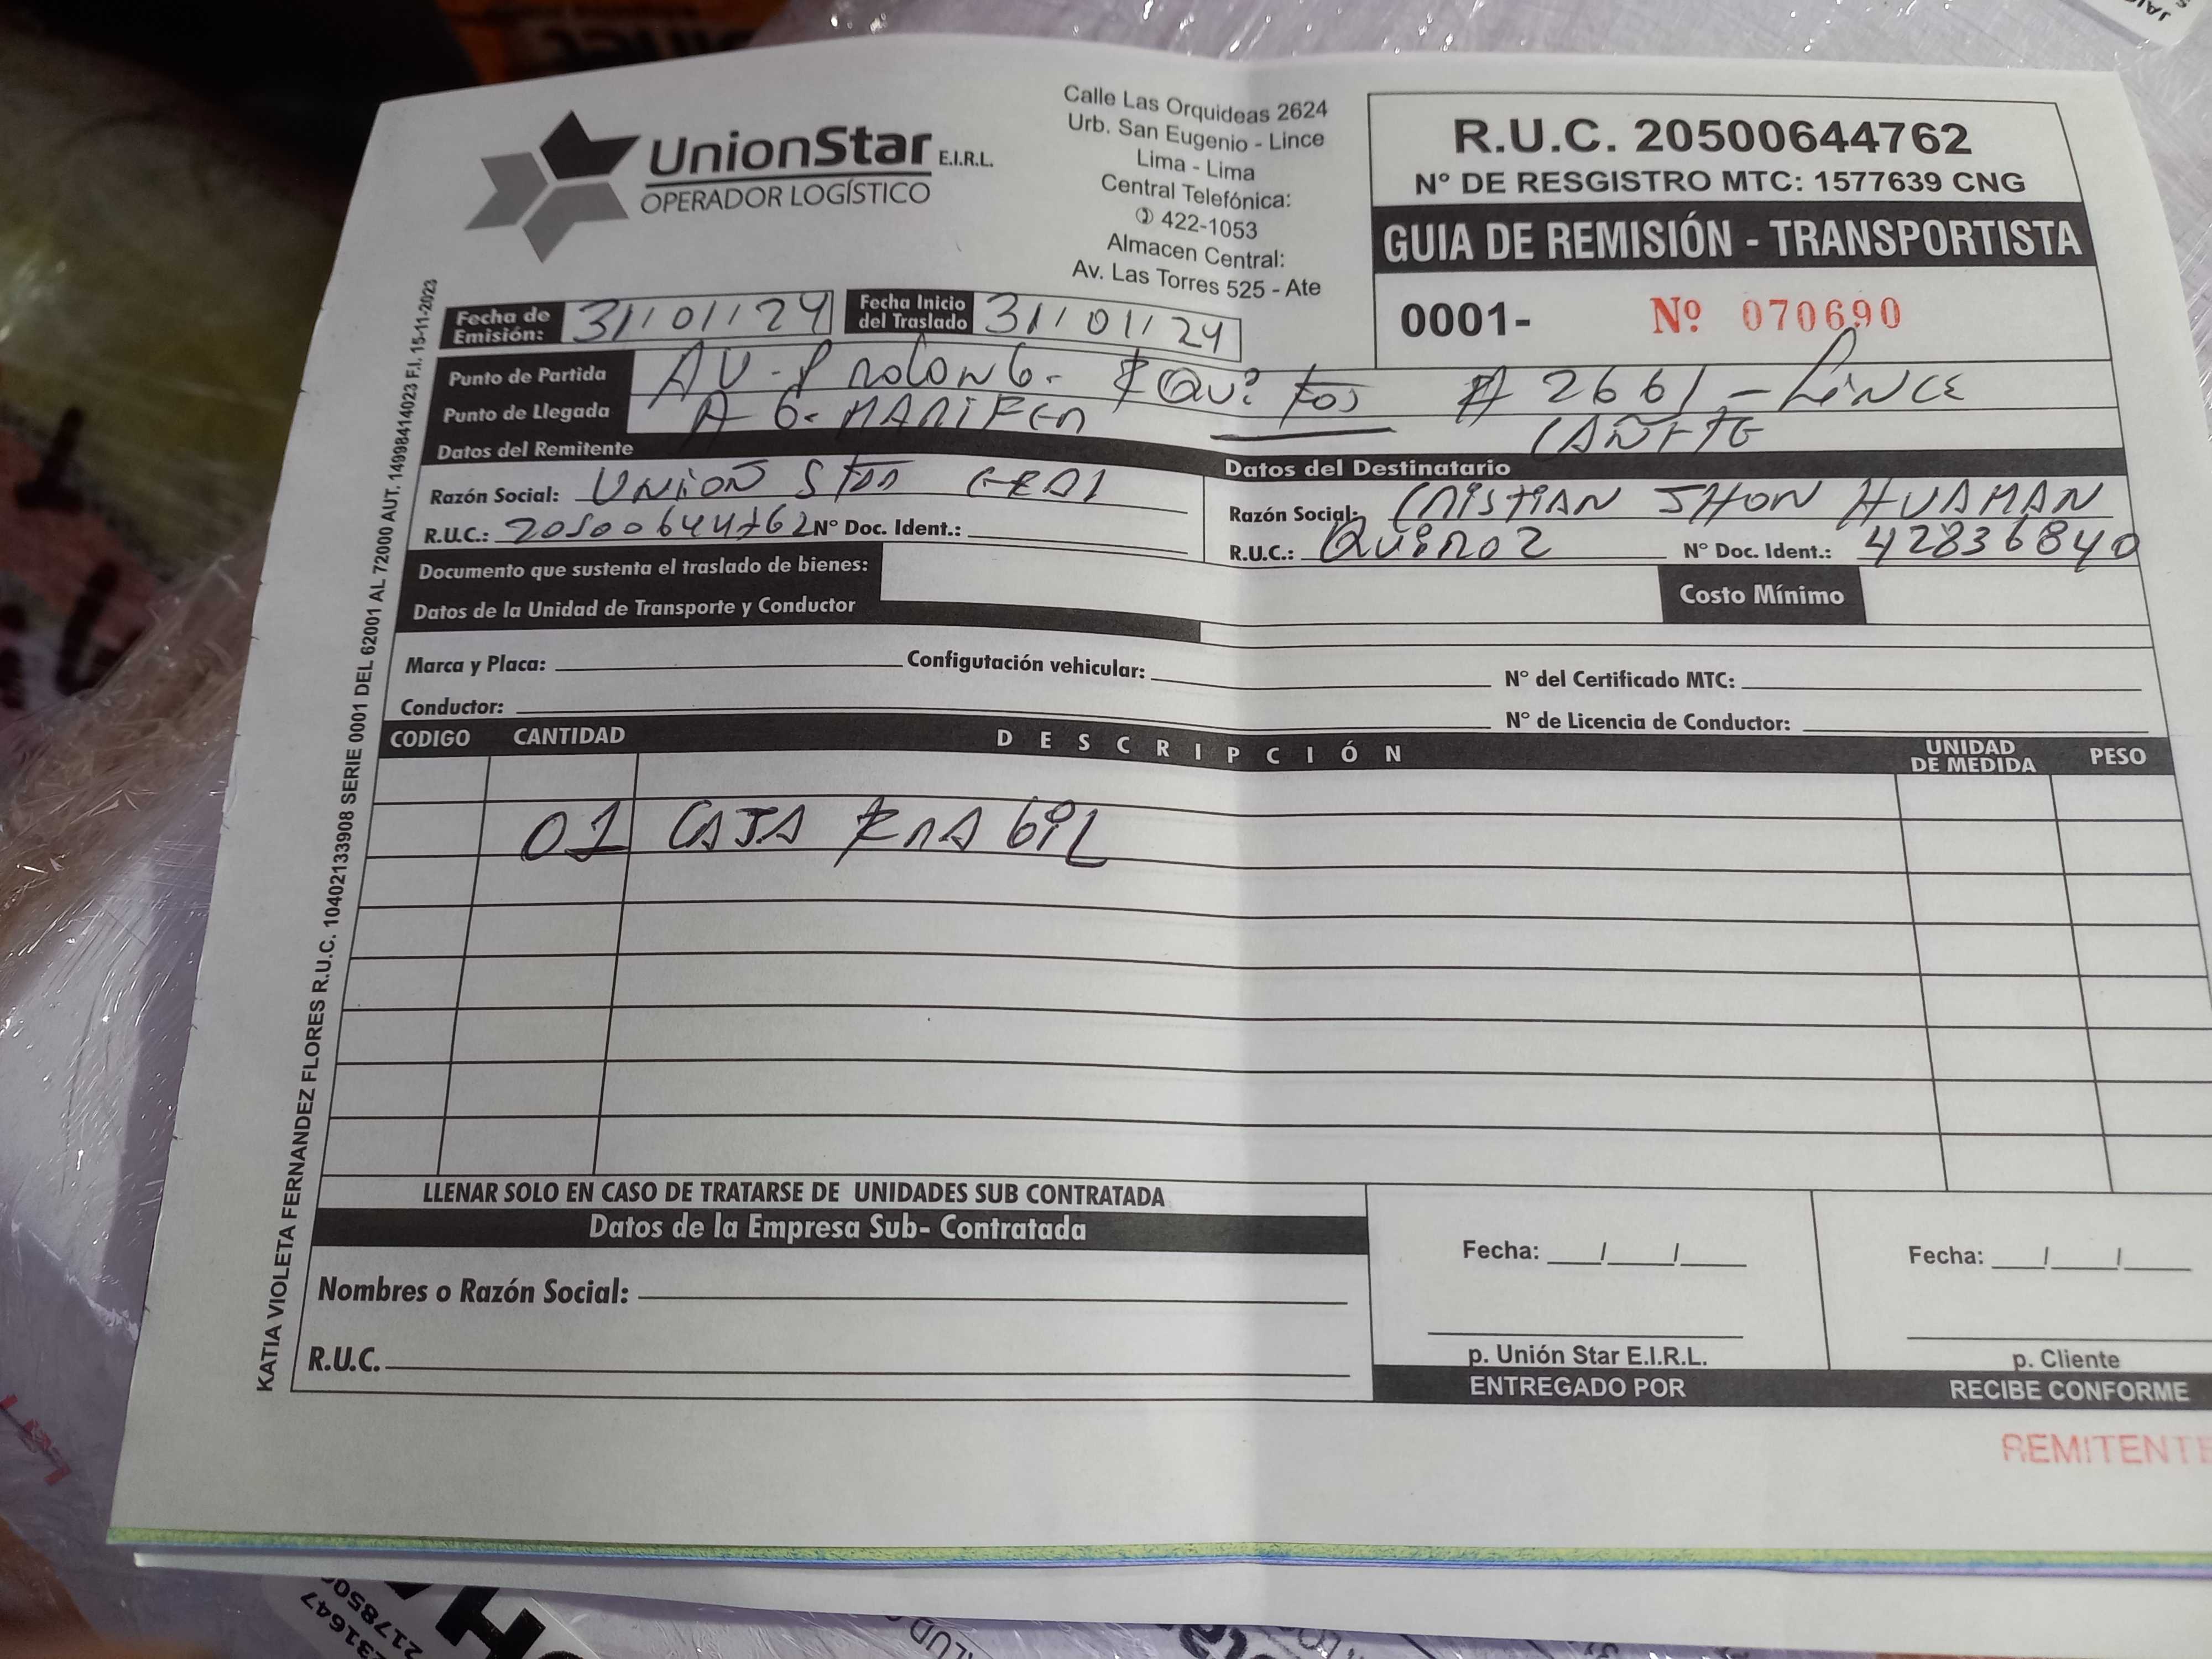 UnionStar E.I.R.L.
OPERADOR LOGÍSTICO
Calle Las Orquideas 2624
Urb. San Eugenio - Lince
Lima - Lima
Central Telefónica:
422-1053
Almacen Central:
Av. Las Torres 525 - Ate
R.U.C. 20500644762
Nº DE RESGISTRO MTC: 1577639 CNG
GUIA DE REMISIÓN - TRANSPORTISTA
0001- Nº 070690
Fecha de Emisión: 31/01/24 Fecha Inicio del Traslado 31/01/24
Punto de Partida AV. Prolong. Iquitos # 2661 - Lince
Punto de Llegada CAÑETE
Datos del Remitente
Razón Social: UNION Star
R.U.C.: 20500644762 N° Doc. Ident.:
Datos del Destinatario
Razón Social: CRISTIAN JHON HUAMAN
R.U.C.: QUIROZ N° Doc. Ident.: 42836840
Documento que sustenta el traslado de bienes:
Costo Mínimo
Datos de la Unidad de Transporte y Conductor
Marca y Placa: Configutación vehicular: N° del Certificado MTC:
Conductor: N° de Licencia de Conductor:
CODIGO CANTIDAD DESCRIPCIÓN UNIDAD DE MEDIDA PESO
01 CAJA FRAGIL
LLENAR SOLO EN CASO DE TRATARSE DE UNIDADES SUB CONTRATADA
Datos de la Empresa Sub- Contratada
Nombres o Razón Social:
R.U.C.
Fecha: __/__/__
p. Unión Star E.I.R.L.
ENTREGADO POR
Fecha: __/__/__
p. Cliente
RECIBE CONFORME
REMITENTE
KATIA VIOLETA FERNANDEZ FLORES R.U.C. 10402133908 SERIE 0001 DEL 62001 AL 72000 AUT. 14998414023 F.I. 15-11-2023